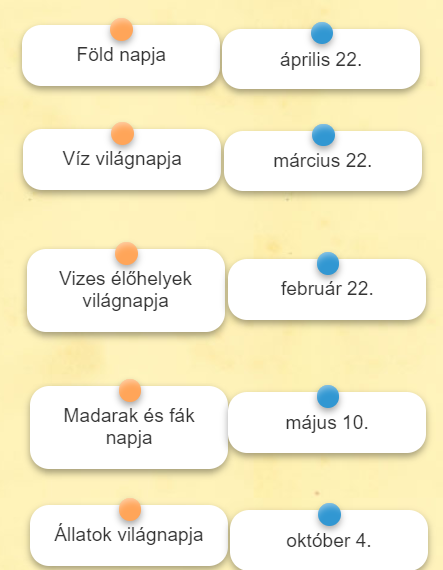 Föld napja
április 22.
Víz világnapja
március 22.
Vizes élőhelyek
világnapja
február 22.
Madarak és fák
napja
május 10.
Állatok világnapja
október 4.